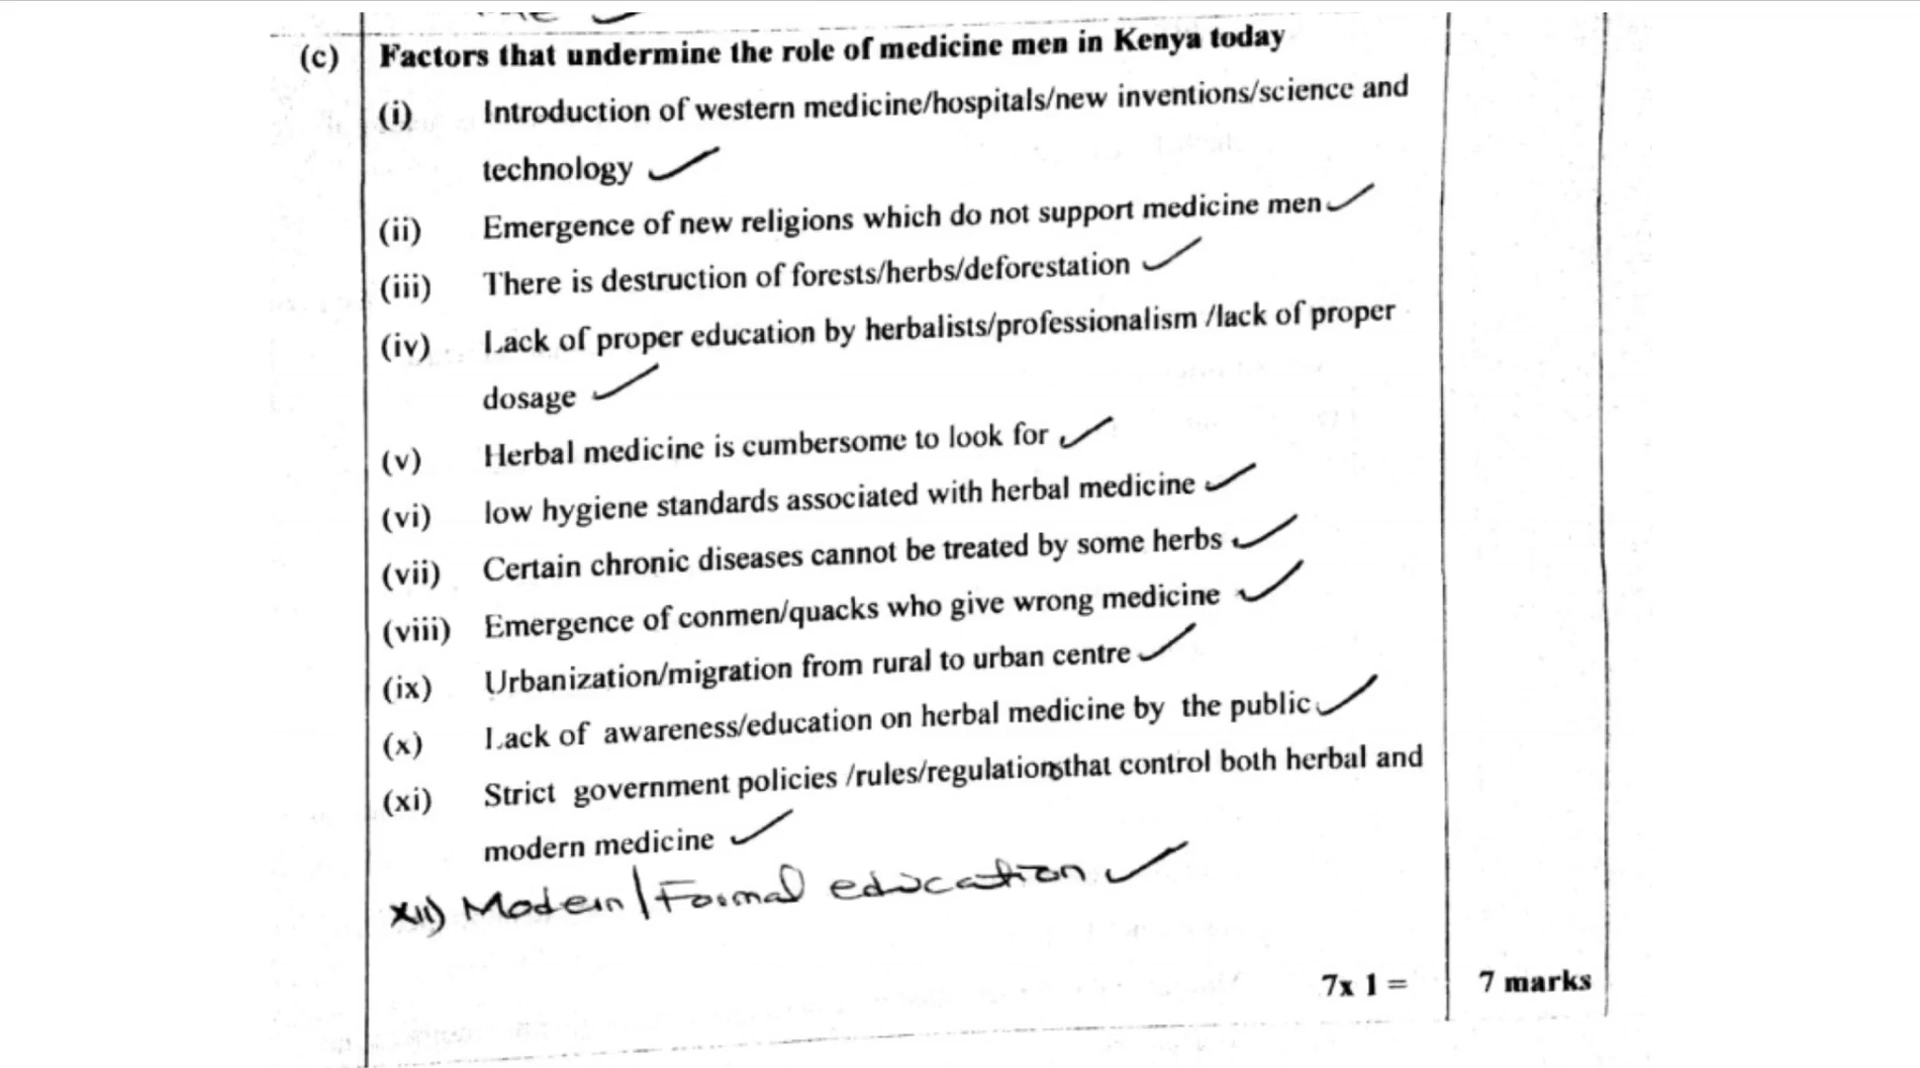 (c) Factors that undermine the role of medicine men in Kenya today
(i) Introduction of western medicine/hospitals/new inventions/science and
technology
(ii) Emergence of new religions which do not support medicine men
(iii) There is destruction of forests/herbs/deforestation
(iv) Lack of proper education by herbalists/professionalism /lack of proper
dosage
(v) Herbal medicine is cumbersome to look for
(vi) low hygiene standards associated with herbal medicine
(vii) Certain chronic diseases cannot be treated by some herbs
(viii) Emergence of conmen/quacks who give wrong medicine
(ix) Urbanization/migration from rural to urban centre
(x) Lack of awareness/education on herbal medicine by the public
(xi) Strict government policies /rules/regulationsthat control both herbal and
modern medicine
xii) Modern/Formal education
7x 1 = 7 marks